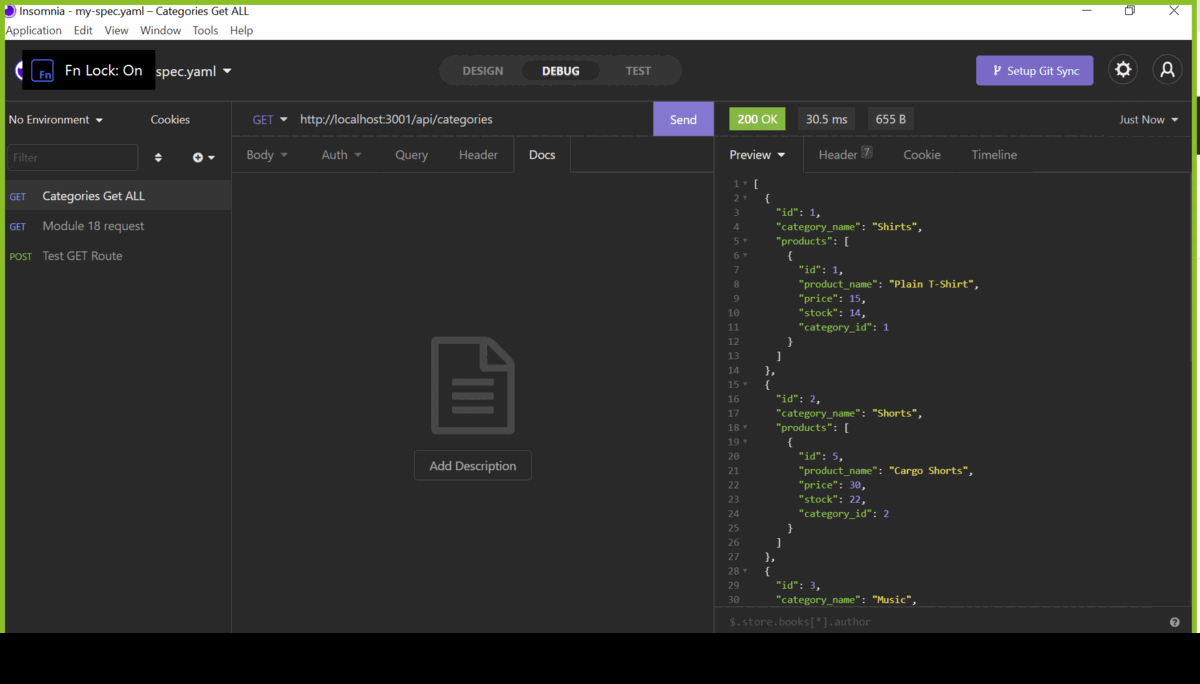 Insomnia - my-spec.yaml – Categories Get ALL
Application Edit View Window Tools Help
Fn Fn Lock: On spec.yaml
DESIGN DEBUG TEST
Setup Git Sync
No Environment Cookies
GET http://localhost:3001/api/categories Send
200 OK 30.5 ms 655 B Just Now
Filter
Body Auth Query Header Docs
Preview Header 7 Cookie Timeline
GET Categories Get ALL
GET Module 18 request
POST Test GET Route
Add Description
1 [
2 {
3 "id": 1,
4 "category_name": "Shirts",
5 "products": [
6 {
7 "id": 1,
8 "product_name": "Plain T-Shirt",
9 "price": 15,
10 "stock": 14,
11 "category_id": 1
12 }
13 ]
14 },
15 {
16 "id": 2,
17 "category_name": "Shorts",
18 "products": [
19 {
20 "id": 5,
21 "product_name": "Cargo Shorts",
22 "price": 30,
23 "stock": 22,
24 "category_id": 2
25 }
26 ]
27 },
28 {
29 "id": 3,
30 "category_name": "Music",
$.store.books[*].author